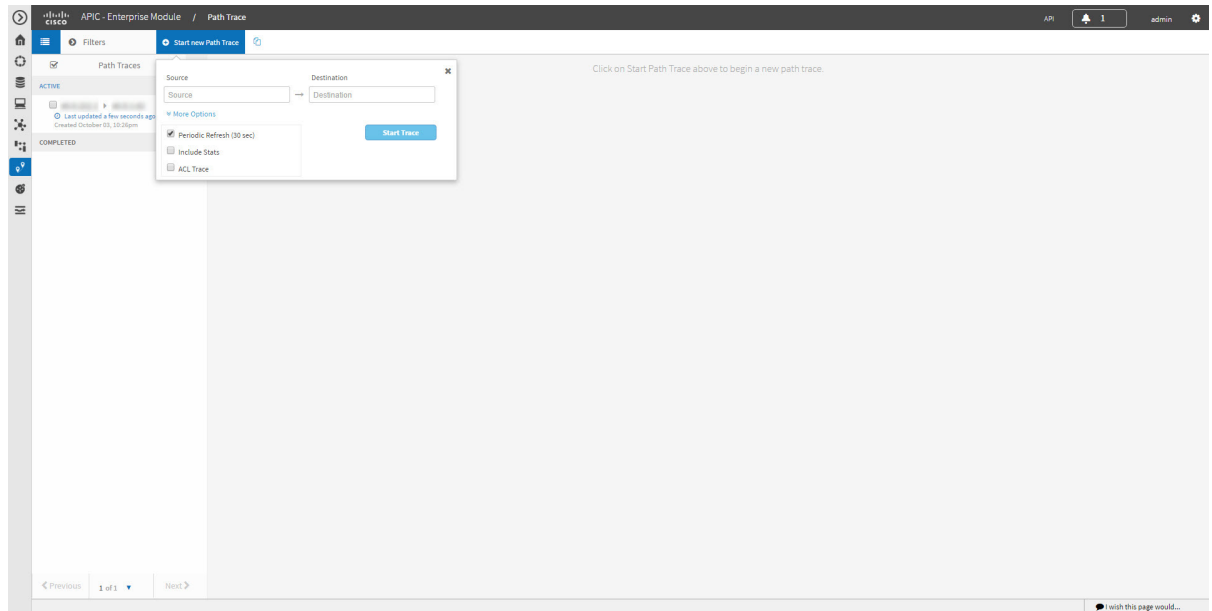 cisco APIC - Enterprise Module / Path Trace
API 1 admin
Filters
Start new Path Trace
Path Traces
ACTIVE
Last updated a few seconds ago
Created October 03, 10:26pm
COMPLETED
Source
Destination
Source
Destination
More Options
Periodic Refresh (30 sec)
Include Stats
ACL Trace
Start Trace
Click on Start Path Trace above to begin a new path trace.
Previous 1 of 1 Next
I wish this page would...